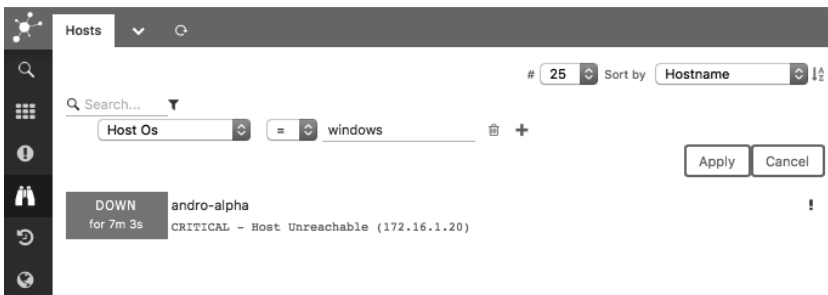 Hosts
# 25 Sort by Hostname
Search...
Host Os = windows
Apply Cancel
DOWN andro-alpha !
for 7m 3s CRITICAL - Host Unreachable (172.16.1.20)